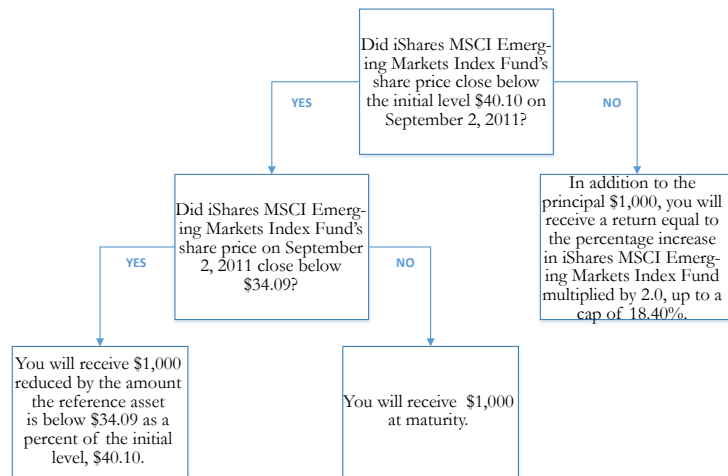 Did iShares MSCI Emerg-
ing Markets Index Fund's
share price close below
the initial level $40.10 on
September 2, 2011?
YES
NO
Did iShares MSCI Emerg-
ing Markets Index Fund's
share price on September
2, 2011 close below
$34.09?
In addition to the
principal $1,000, you will
receive a return equal to
the percentage increase
in iShares MSCI Emerg-
ing Markets Index Fund
multiplied by 2.0, up to a
cap of 18.40%.
YES
NO
You will receive $1,000
reduced by the amount
the reference asset
is below $34.09 as a
percent of the initial
level, $40.10.
You will receive $1,000
at maturity.